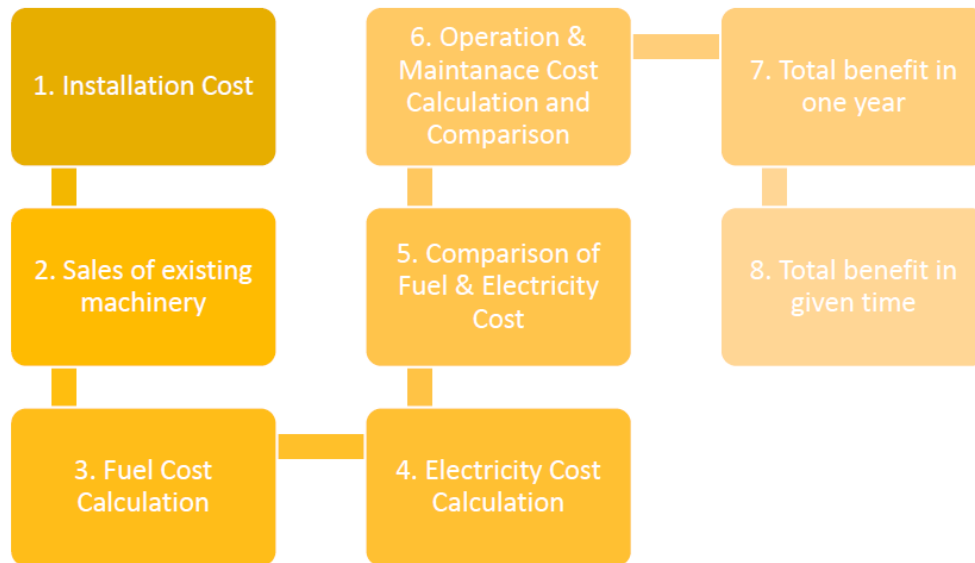 1. Installation Cost
2. Sales of existing
machinery
3. Fuel Cost
Calculation
4. Electricity Cost
Calculation
5. Comparison of
Fuel & Electricity
Cost
6. Operation &
Maintanace Cost
Calculation and
Comparison
7. Total benefit in
one year
8. Total benefit in
given time